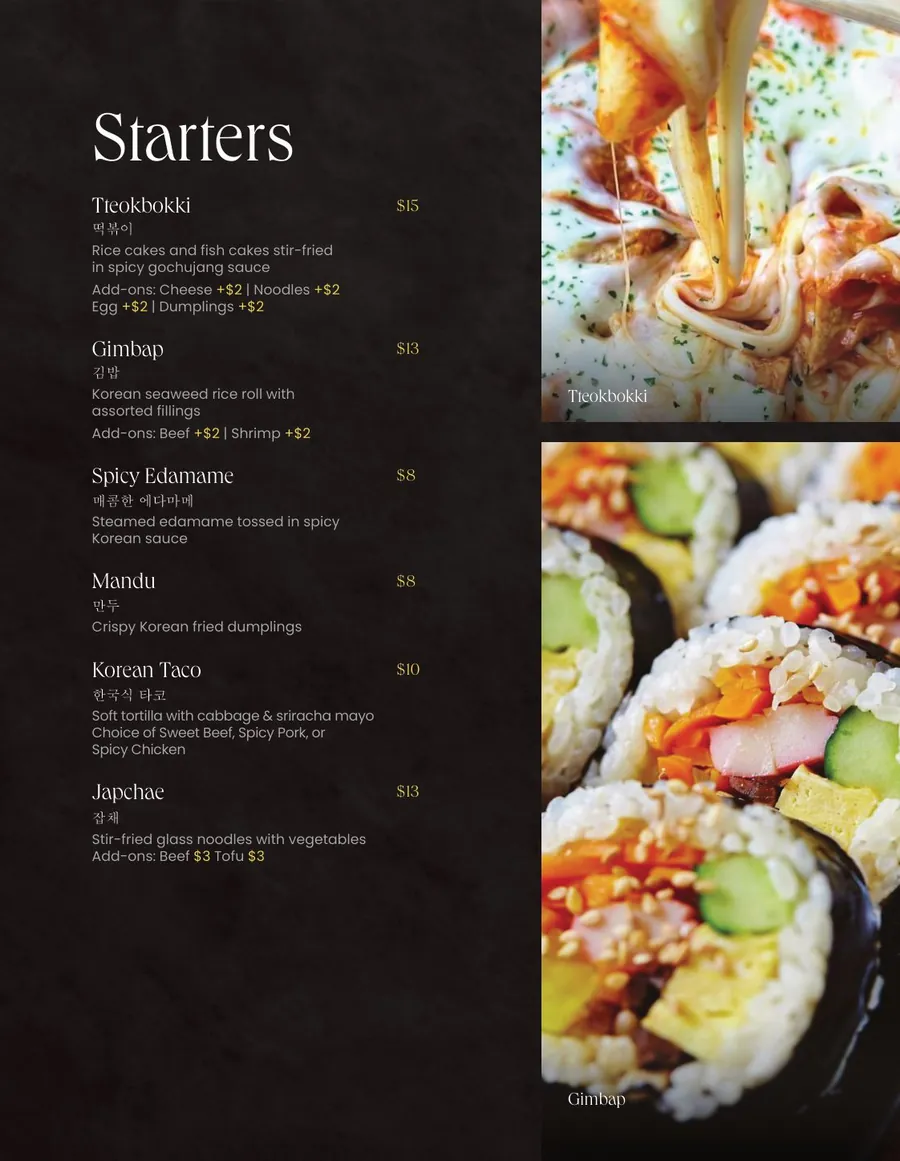 Starters
Tteokbokki $15
떡볶이
Rice cakes and fish cakes stir-fried
in spicy gochujang sauce
Add-ons: Cheese +$2 | Noodles +$2
Egg +$2 | Dumplings +$2
Gimbap $13
김밥
Korean seaweed rice roll with
assorted fillings
Add-ons: Beef +$2 | Shrimp +$2
Spicy Edamame $8
매콤한 에다마메
Steamed edamame tossed in spicy
Korean sauce
Mandu $8
만두
Crispy Korean fried dumplings
Korean Taco $10
한국식 타코
Soft tortilla with cabbage & sriracha mayo
Choice of Sweet Beef, Spicy Pork, or
Spicy Chicken
Japchae $13
잡채
Stir-fried glass noodles with vegetables
Add-ons: Beef $3 Tofu $3
Tteokbokki
Gimbap